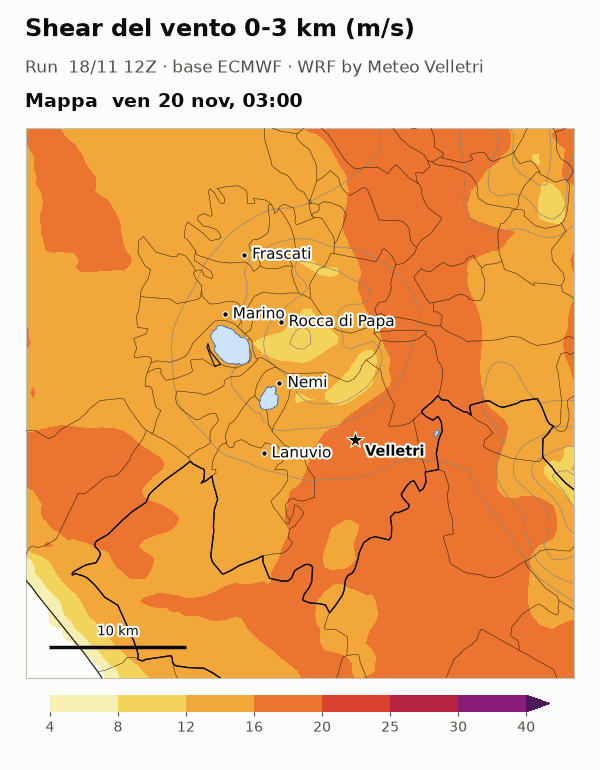 Shear del vento 0-3 km (m/s)
Run  18/11 12Z · base ECMWF · WRF by Meteo Velletri
Mappa  ven 20 nov, 03:00
Frascati
Marino
Rocca di Papa
Nemi
Velletri
Lanuvio
10 km
4 8 12 16 20 25 30 40